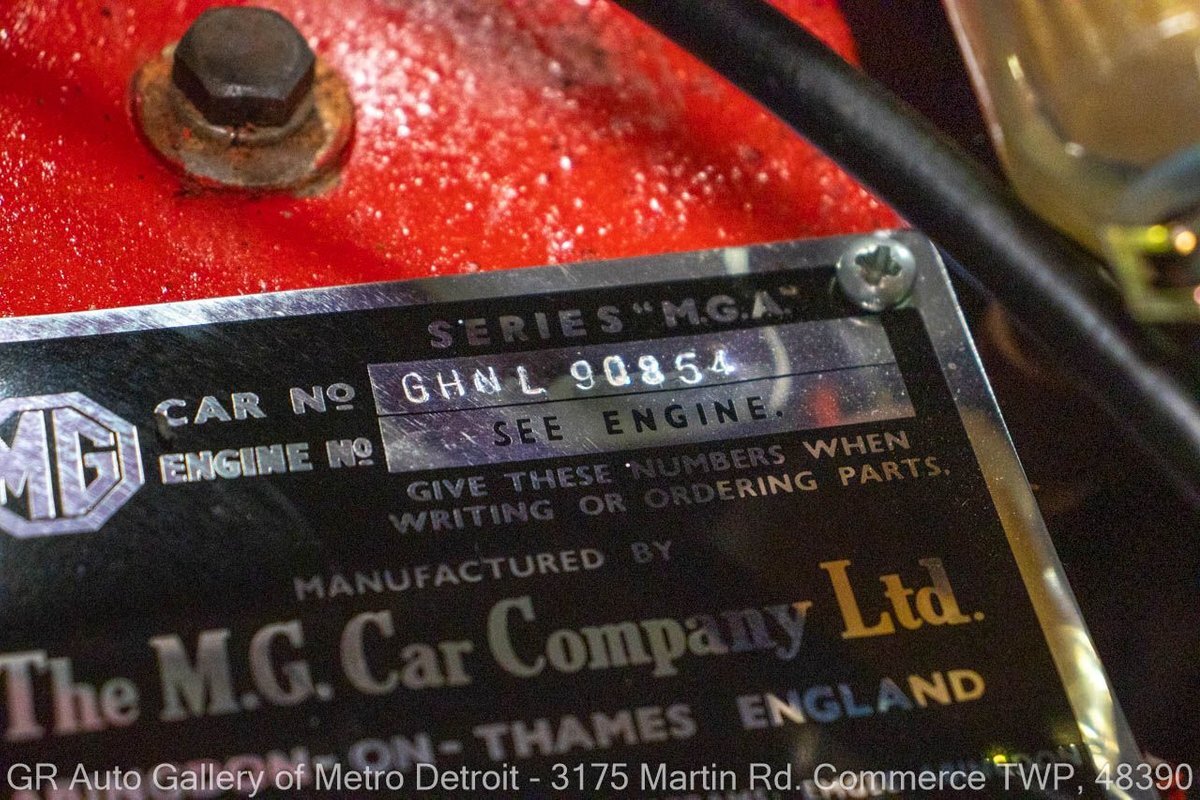 SERIES "M.G.A."
MG
CAR No GHNL 90854
ENGINE No SEE ENGINE.
GIVE THESE NUMBERS WHEN
WRITING OR ORDERING PARTS.
MANUFACTURED BY
The M.G. Car Company Ltd.
-ON-THAMES ENGLAND
GR Auto Gallery of Metro Detroit - 3175 Martin Rd. Commerce TWP, 48390